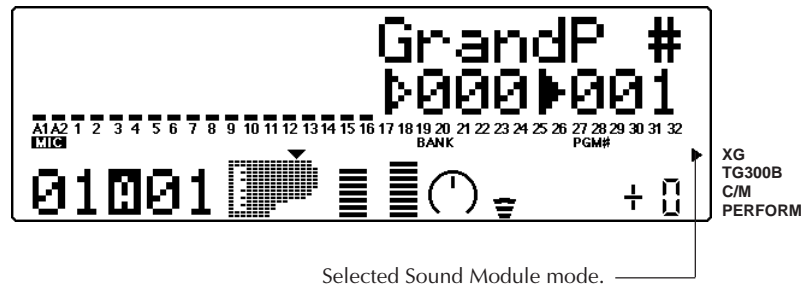 GrandP #
000 001
A1 A2 1 2 3 4 5 6 7 8 9 10 11 12 13 14 15 16 17 18 19 20 21 22 23 24 25 26 27 28 29 30 31 32
MIC BANK PGM#
01 A 01 + 0
XG
TG300B
C/M
PERFORM
Selected Sound Module mode.